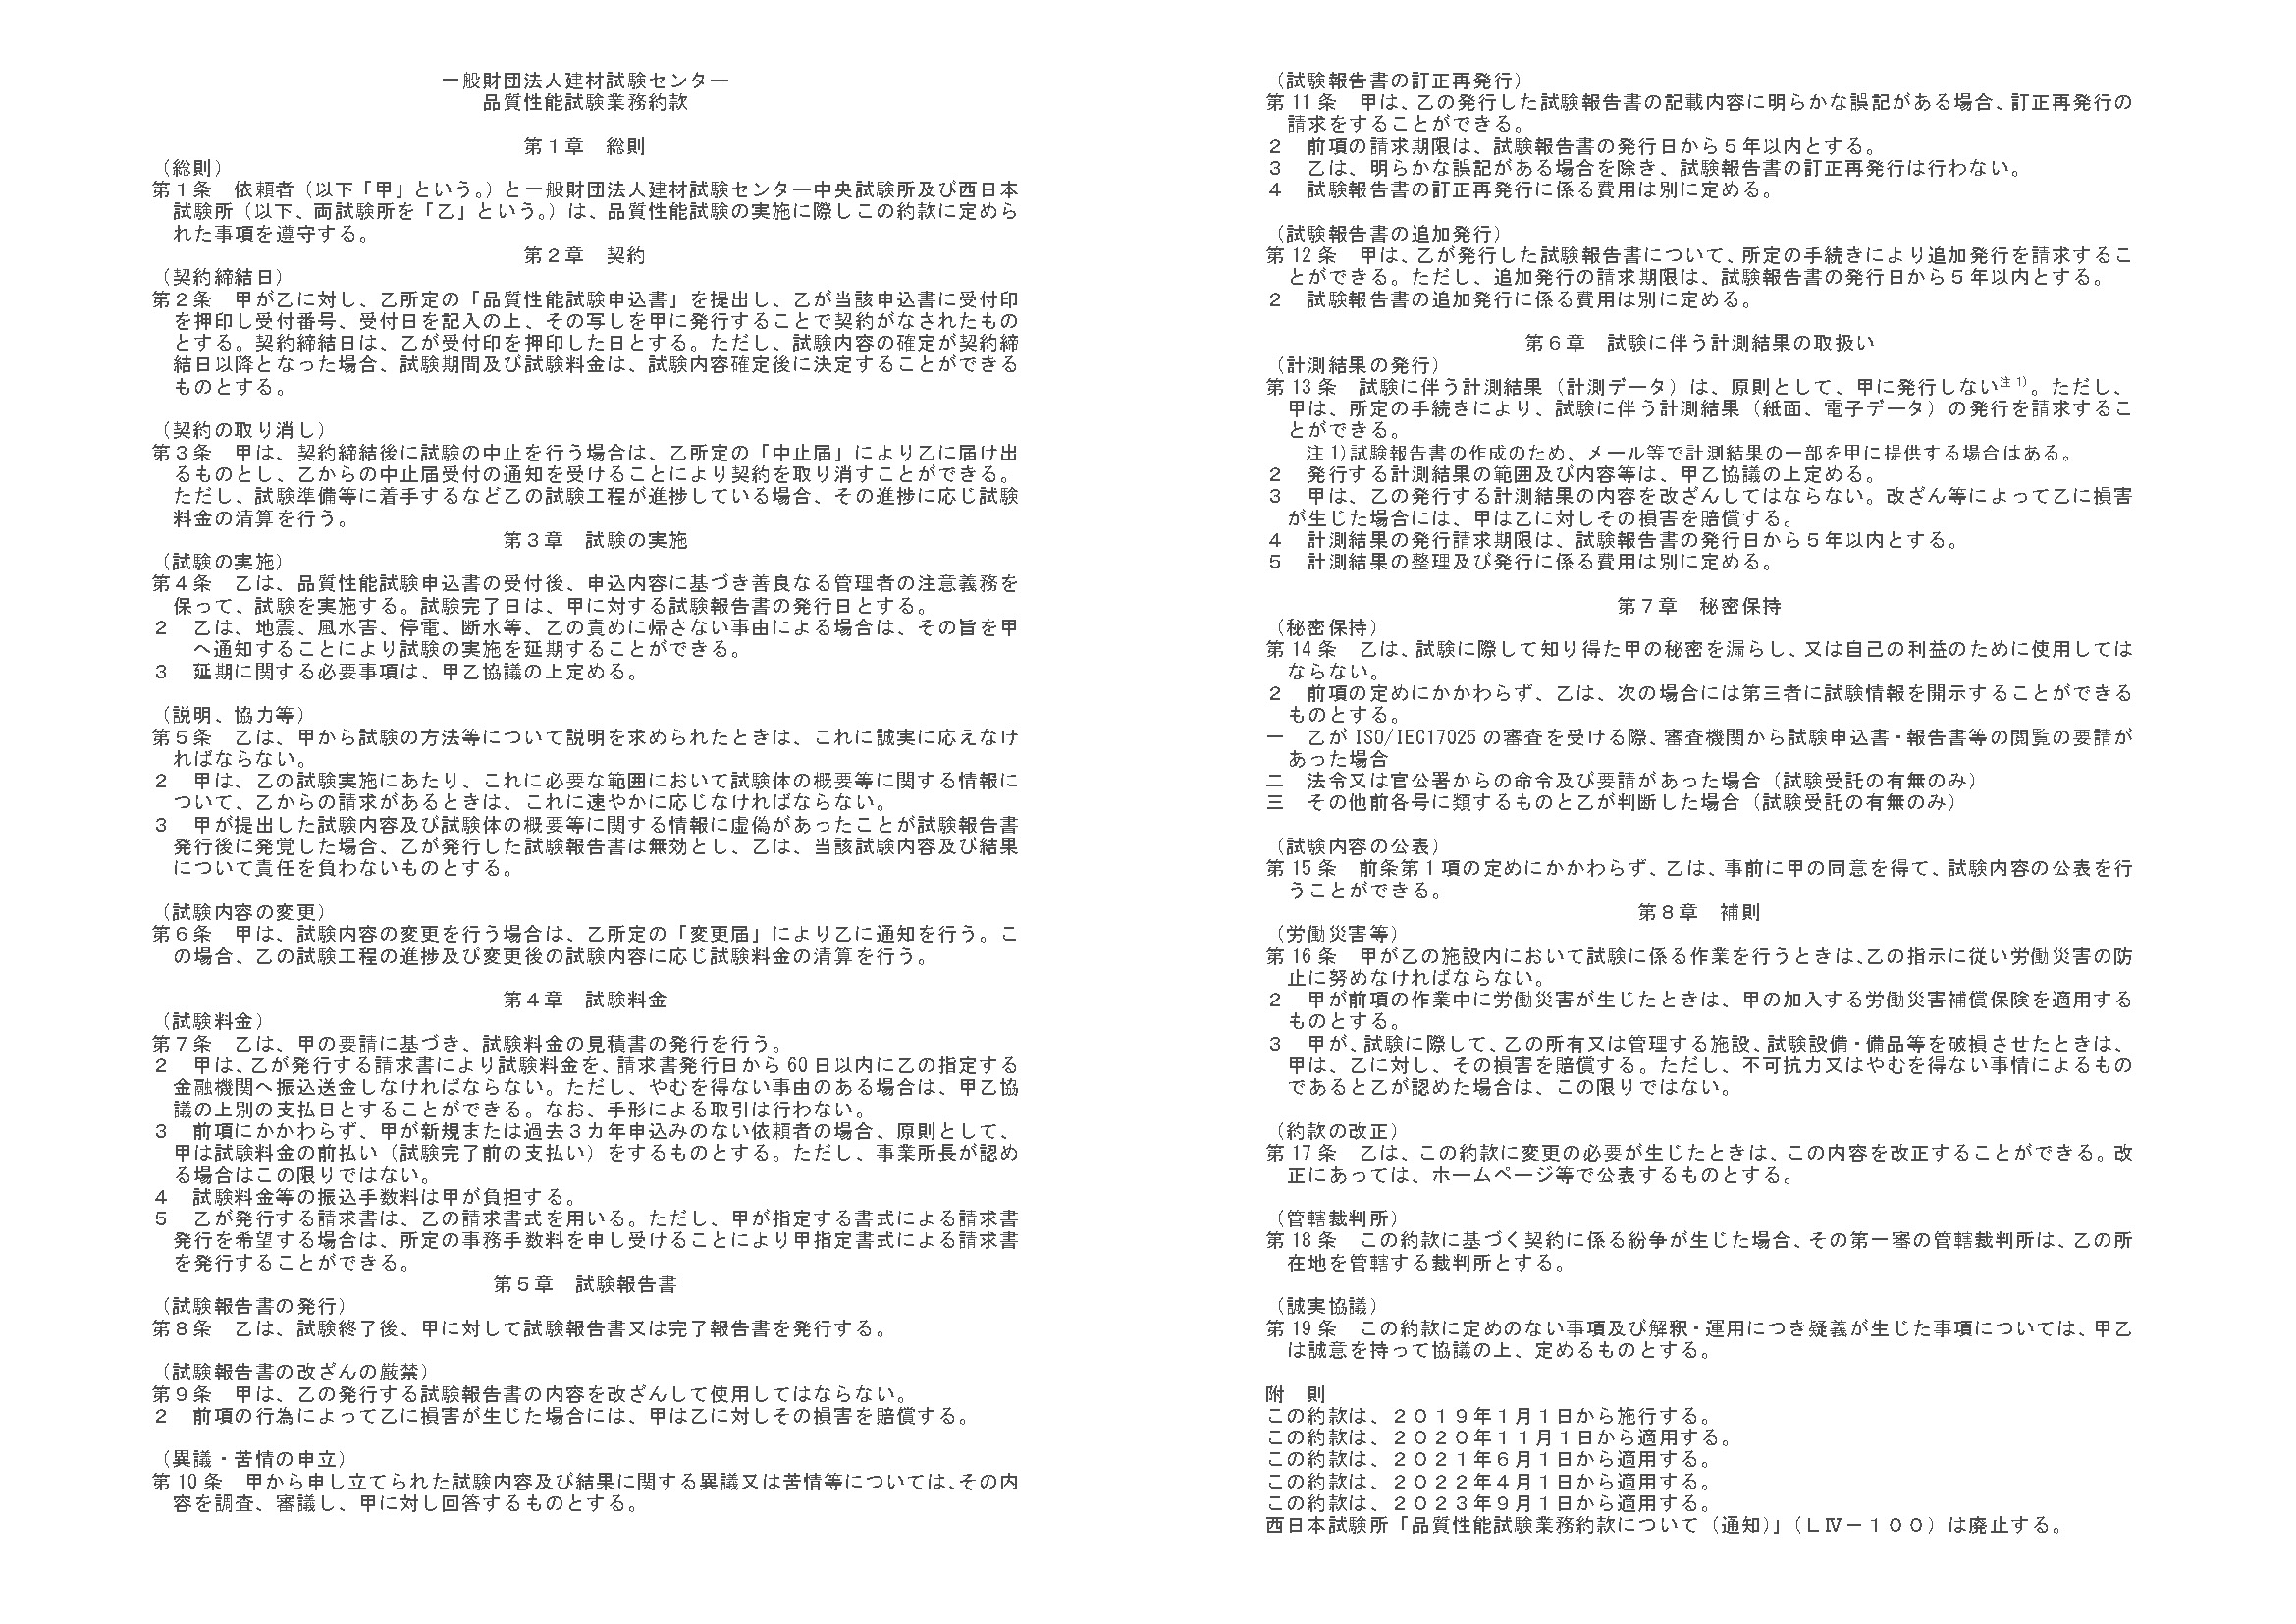 一般財団法人建材試験センター
品質性能試験業務約款
第１章　総則
（総則）
第１条　依頼者（以下「甲」という。）と一般財団法人建材試験センター中央試験所及び西日本
試験所（以下、両試験所を「乙」という。）は、品質性能試験の実施に際しこの約款に定めら
れた事項を遵守する。
第２章　契約
（契約締結日）
第２条　甲が乙に対し、乙所定の「品質性能試験申込書」を提出し、乙が当該申込書に受付印
を押印し受付番号、受付日を記入の上、その写しを甲に発行することで契約がなされたもの
とする。契約締結日は、乙が受付印を押印した日とする。ただし、試験内容の確定が契約締
結日以降となった場合、試験期間及び試験料金は、試験内容確定後に決定することができる
ものとする。
（契約の取り消し）
第３条　甲は、契約締結後に試験の中止を行う場合は、乙所定の「中止届」により乙に届け出
るものとし、乙からの中止届受付の通知を受けることにより契約を取り消すことができる。
ただし、試験準備等に着手するなど乙の試験工程が進捗している場合、その進捗に応じ試験
料金の清算を行う。
第３章　試験の実施
（試験の実施）
第４条　乙は、品質性能試験申込書の受付後、申込内容に基づき善良なる管理者の注意義務を
保って、試験を実施する。試験完了日は、甲に対する試験報告書の発行日とする。
２　乙は、地震、風水害、停電、断水等、乙の責めに帰さない事由による場合は、その旨を甲
へ通知することにより試験の実施を延期することができる。
３　延期に関する必要事項は、甲乙協議の上定める。
（説明、協力等）
第５条　乙は、甲から試験の方法等について説明を求められたときは、これに誠実に応えなけ
ればならない。
２　甲は、乙の試験実施にあたり、これに必要な範囲において試験体の概要等に関する情報に
ついて、乙からの請求があるときは、これに速やかに応じなければならない。
３　甲が提出した試験内容及び試験体の概要等に関する情報に虚偽があったことが試験報告書
発行後に発覚した場合、乙が発行した試験報告書は無効とし、乙は、当該試験内容及び結果
について責任を負わないものとする。
（試験内容の変更）
第６条　甲は、試験内容の変更を行う場合は、乙所定の「変更届」により乙に通知を行う。こ
の場合、乙の試験工程の進捗及び変更後の試験内容に応じ試験料金の清算を行う。
第４章　試験料金
（試験料金）
第７条　乙は、甲の要請に基づき、試験料金の見積書の発行を行う。
２　甲は、乙が発行する請求書により試験料金を、請求書発行日から 60 日以内に乙の指定する
金融機関へ振込送金しなければならない。ただし、やむを得ない事由のある場合は、甲乙協
議の上別の支払日とすることができる。なお、手形による取引は行わない。
３　前項にかかわらず、甲が新規または過去３カ年申込みのない依頼者の場合、原則として、
甲は試験料金の前払い（試験完了前の支払い）をするものとする。ただし、事業所長が認め
る場合はこの限りではない。
４　試験料金等の振込手数料は甲が負担する。
５　乙が発行する請求書は、乙の請求書式を用いる。ただし、甲が指定する書式による請求書
発行を希望する場合は、所定の事務手数料を申し受けることにより甲指定書式による請求書
を発行することができる。
第５章　試験報告書
（試験報告書の発行）
第８条　乙は、試験終了後、甲に対して試験報告書又は完了報告書を発行する。
（試験報告書の改ざんの厳禁）
第９条　甲は、乙の発行する試験報告書の内容を改ざんして使用してはならない。
２　前項の行為によって乙に損害が生じた場合には、甲は乙に対しその損害を賠償する。
（異議・苦情の申立）
第 10 条　甲から申し立てられた試験内容及び結果に関する異議又は苦情等については、その内
容を調査、審議し、甲に対し回答するものとする。
（試験報告書の訂正再発行）
第 11 条　甲は、乙の発行した試験報告書の記載内容に明らかな誤記がある場合、訂正再発行の
請求をすることができる。
２　前項の請求期限は、試験報告書の発行日から５年以内とする。
３　乙は、明らかな誤記がある場合を除き、試験報告書の訂正再発行は行わない。
４　試験報告書の訂正再発行に係る費用は別に定める。
（試験報告書の追加発行）
第 12 条　甲は、乙が発行した試験報告書について、所定の手続きにより追加発行を請求するこ
とができる。ただし、追加発行の請求期限は、試験報告書の発行日から５年以内とする。
２　試験報告書の追加発行に係る費用は別に定める。
第６章　試験に伴う計測結果の取扱い
（計測結果の発行）
第 13 条　試験に伴う計測結果（計測データ）は、原則として、甲に発行しない注 1)。ただし、
甲は、所定の手続きにより、試験に伴う計測結果（紙面、電子データ）の発行を請求するこ
とができる。
注 1)試験報告書の作成のため、メール等で計測結果の一部を甲に提供する場合はある。
２　発行する計測結果の範囲及び内容等は、甲乙協議の上定める。
３　甲は、乙の発行する計測結果の内容を改ざんしてはならない。改ざん等によって乙に損害
が生じた場合には、甲は乙に対しその損害を賠償する。
４　計測結果の発行請求期限は、試験報告書の発行日から５年以内とする。
５　計測結果の整理及び発行に係る費用は別に定める。
第７章　秘密保持
（秘密保持）
第 14 条　乙は、試験に際して知り得た甲の秘密を漏らし、又は自己の利益のために使用しては
ならない。
２　前項の定めにかかわらず、乙は、次の場合には第三者に試験情報を開示することができる
ものとする。
一　乙が ISO/IEC17025 の審査を受ける際、審査機関から試験申込書・報告書等の閲覧の要請が
あった場合
二　法令又は官公署からの命令及び要請があった場合（試験受託の有無のみ）
三　その他前各号に類するものと乙が判断した場合（試験受託の有無のみ）
（試験内容の公表）
第 15 条　前条第１項の定めにかかわらず、乙は、事前に甲の同意を得て、試験内容の公表を行
うことができる。
第８章　補則
（労働災害等）
第 16 条　甲が乙の施設内において試験に係る作業を行うときは、乙の指示に従い労働災害の防
止に努めなければならない。
２　甲が前項の作業中に労働災害が生じたときは、甲の加入する労働災害補償保険を適用する
ものとする。
３　甲が、試験に際して、乙の所有又は管理する施設、試験設備・備品等を破損させたときは、
甲は、乙に対し、その損害を賠償する。ただし、不可抗力又はやむを得ない事情によるもの
であると乙が認めた場合は、この限りではない。
（約款の改正）
第 17 条　乙は、この約款に変更の必要が生じたときは、この内容を改正することができる。改
正にあっては、ホームページ等で公表するものとする。
（管轄裁判所）
第 18 条　この約款に基づく契約に係る紛争が生じた場合、その第一審の管轄裁判所は、乙の所
在地を管轄する裁判所とする。
（誠実協議）
第 19 条　この約款に定めのない事項及び解釈・運用につき疑義が生じた事項については、甲乙
は誠意を持って協議の上、定めるものとする。
附　則
この約款は、２０１９年１月１日から施行する。
この約款は、２０２０年１１月１日から適用する。
この約款は、２０２１年６月１日から適用する。
この約款は、２０２２年４月１日から適用する。
この約款は、２０２３年９月１日から適用する。
西日本試験所「品質性能試験業務約款について（通知）」（ＬⅣ－１００）は廃止する。